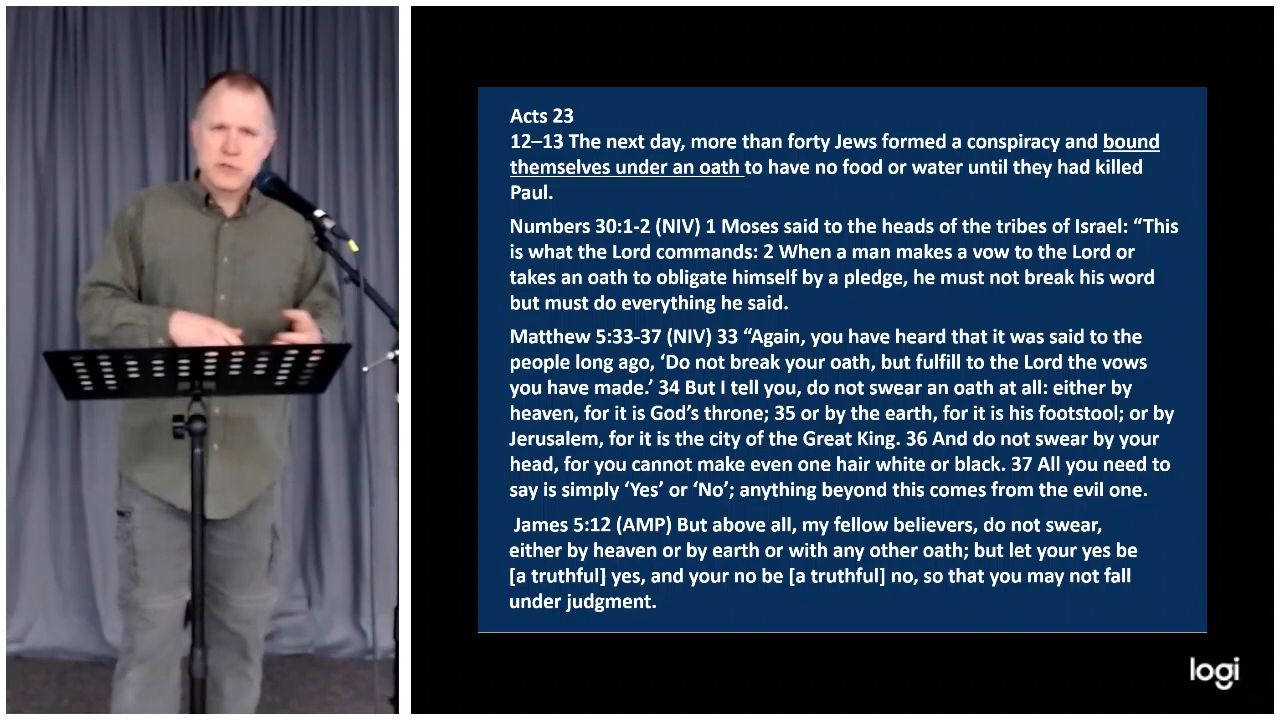 Acts 23
12–13 The next day, more than forty Jews formed a conspiracy and bound
themselves under an oath to have no food or water until they had killed
Paul.
Numbers 30:1-2 (NIV) 1 Moses said to the heads of the tribes of Israel: “This
is what the Lord commands: 2 When a man makes a vow to the Lord or
takes an oath to obligate himself by a pledge, he must not break his word
but must do everything he said.
Matthew 5:33-37 (NIV) 33 “Again, you have heard that it was said to the
people long ago, ‘Do not break your oath, but fulfill to the Lord the vows
you have made.’ 34 But I tell you, do not swear an oath at all: either by
heaven, for it is God’s throne; 35 or by the earth, for it is his footstool; or by
Jerusalem, for it is the city of the Great King. 36 And do not swear by your
head, for you cannot make even one hair white or black. 37 All you need to
say is simply ‘Yes’ or ‘No’; anything beyond this comes from the evil one.
James 5:12 (AMP) But above all, my fellow believers, do not swear,
either by heaven or by earth or with any other oath; but let your yes be
[a truthful] yes, and your no be [a truthful] no, so that you may not fall
under judgment.
logi